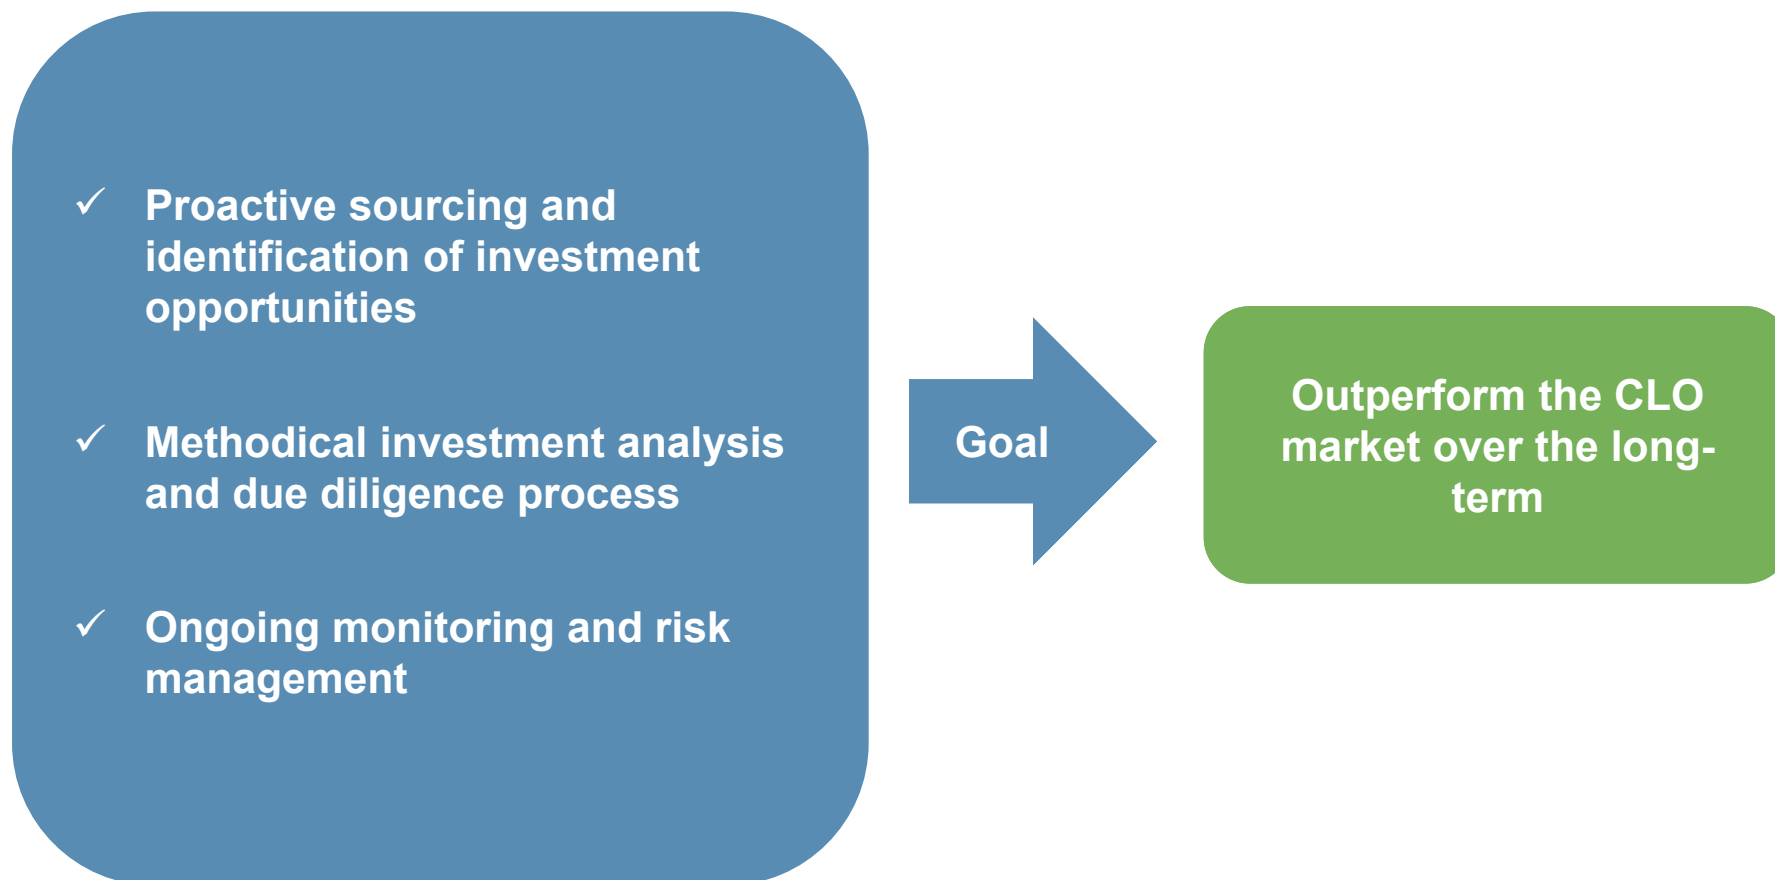 ✓ Proactive sourcing and
identification of investment
opportunities
✓ Methodical investment analysis
and due diligence process
✓ Ongoing monitoring and risk
management
Goal
Outperform the CLO
market over the long-
term